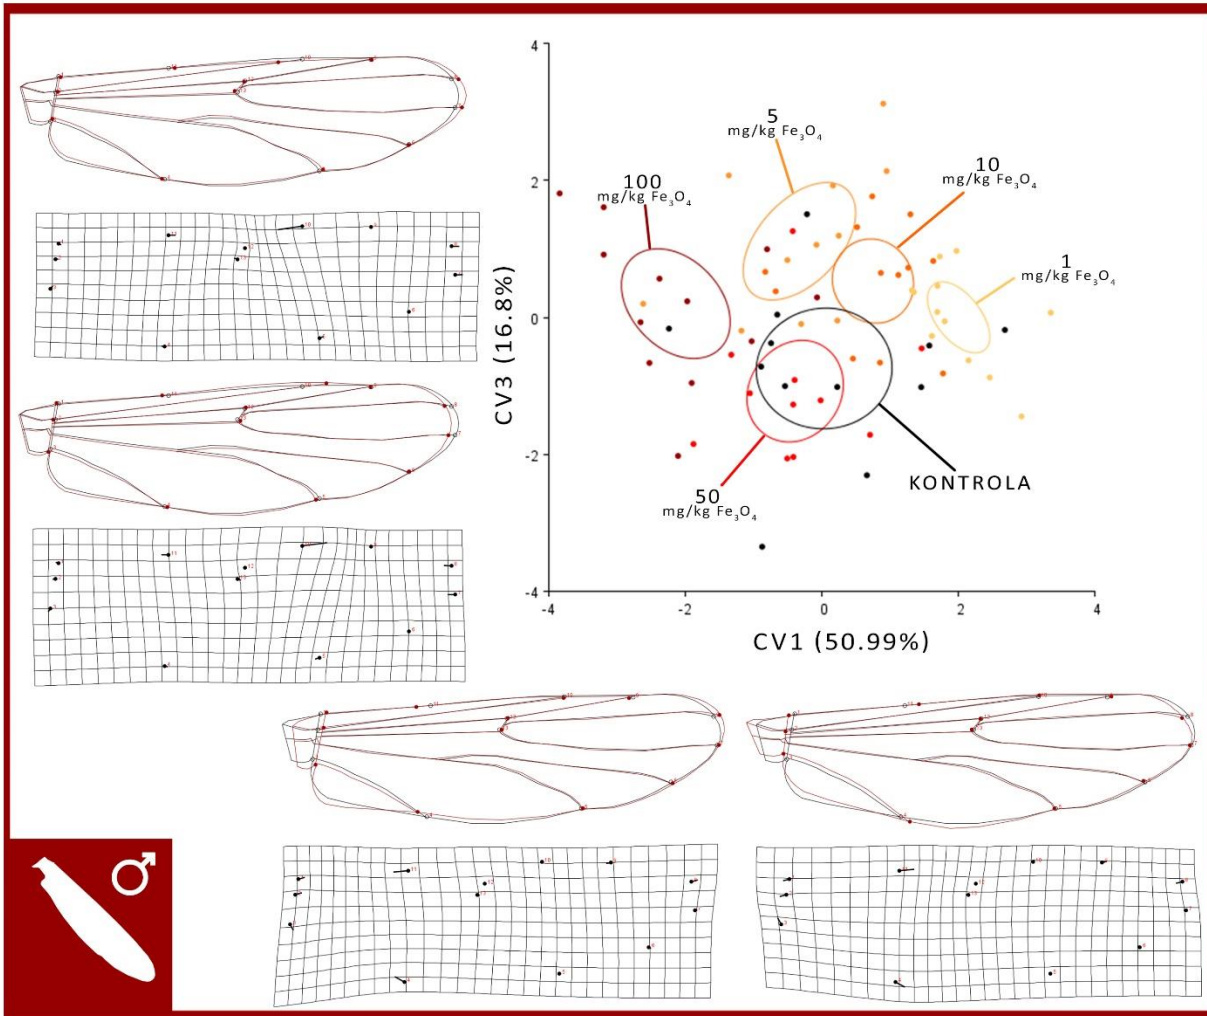 4
2
0
-2
-4
-4
-2
0
2
4
CV3 (16.8%)
CV1 (50.99%)
5
mg/kg Fe₃O₄
100
mg/kg Fe₃O₄
10
mg/kg Fe₃O₄
1
mg/kg Fe₃O₄
50
mg/kg Fe₃O₄
KONTROLA
♂